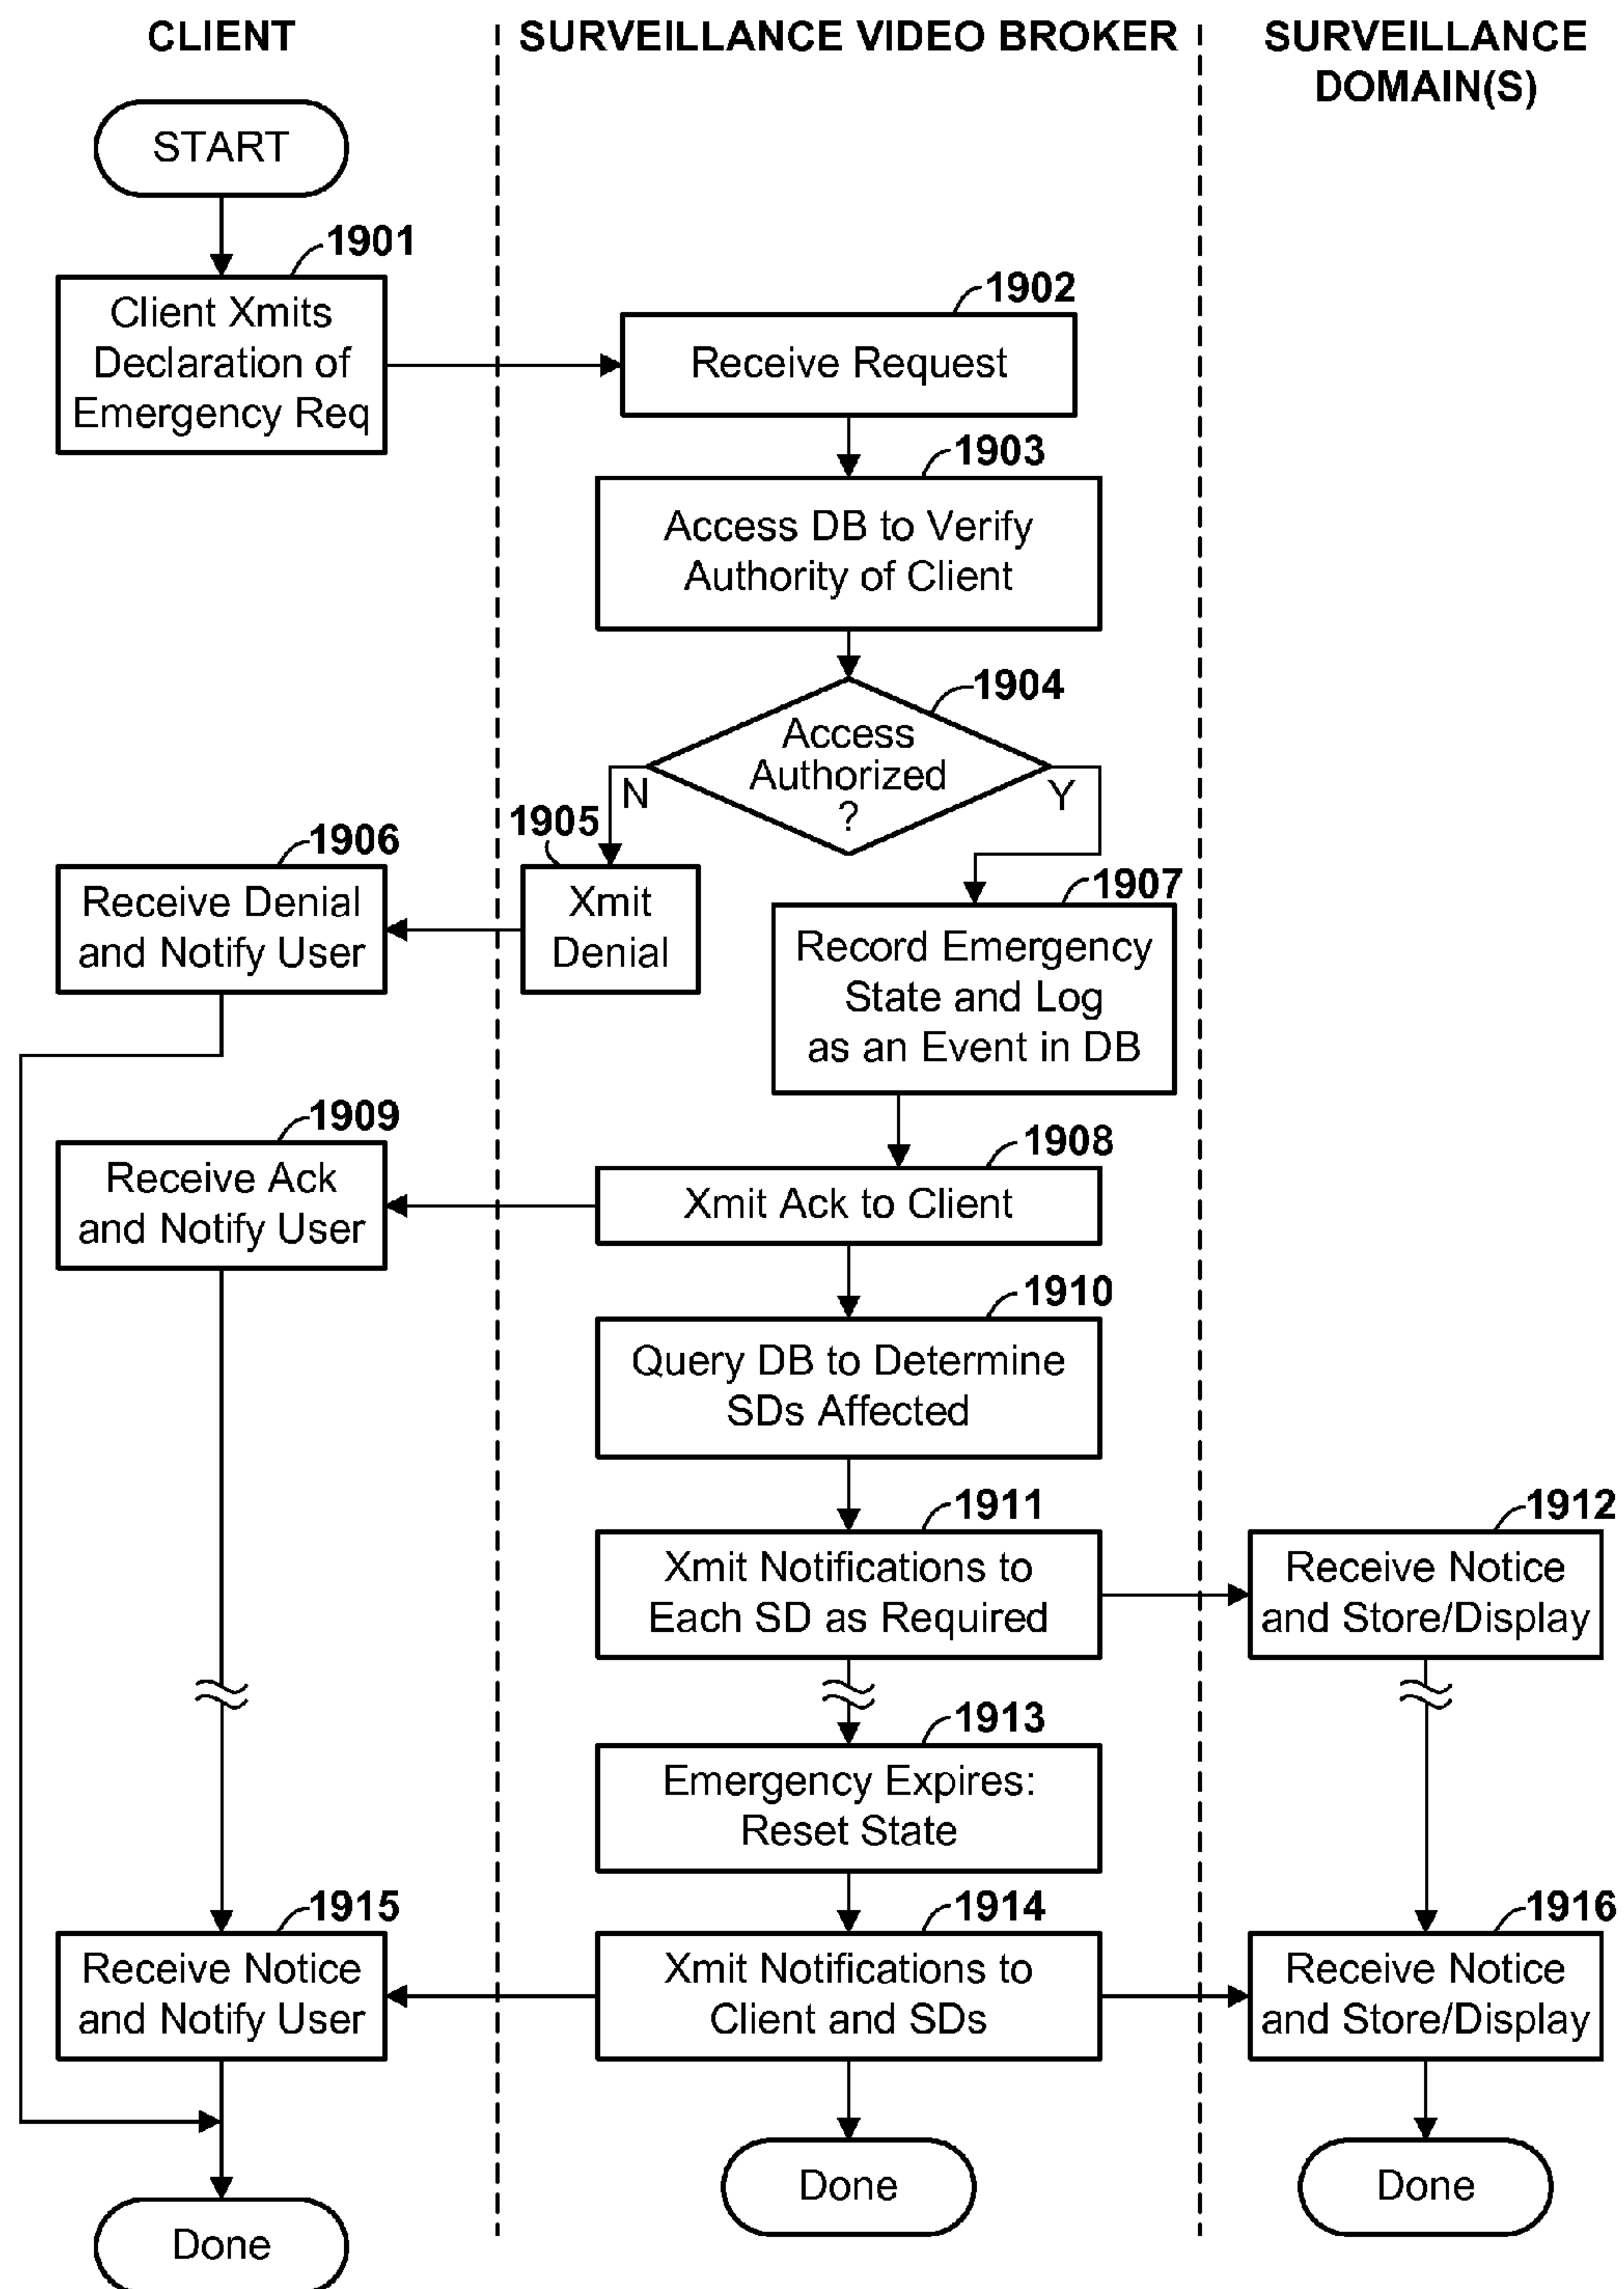 CLIENT
SURVEILLANCE VIDEO BROKER
SURVEILLANCE
DOMAIN(S)
START
1901
Client Xmits
Declaration of
Emergency Req
1902
Receive Request
1903
Access DB to Verify
Authority of Client
1904
Access
Authorized
?
N
Y
1905
Xmit
Denial
1906
Receive Denial
and Notify User
1907
Record Emergency
State and Log
as an Event in DB
1908
Xmit Ack to Client
1909
Receive Ack
and Notify User
1910
Query DB to Determine
SDs Affected
1911
Xmit Notifications to
Each SD as Required
1912
Receive Notice
and Store/Display
1913
Emergency Expires:
Reset State
1914
Xmit Notifications to
Client and SDs
1915
Receive Notice
and Notify User
1916
Receive Notice
and Store/Display
Done
Done
Done